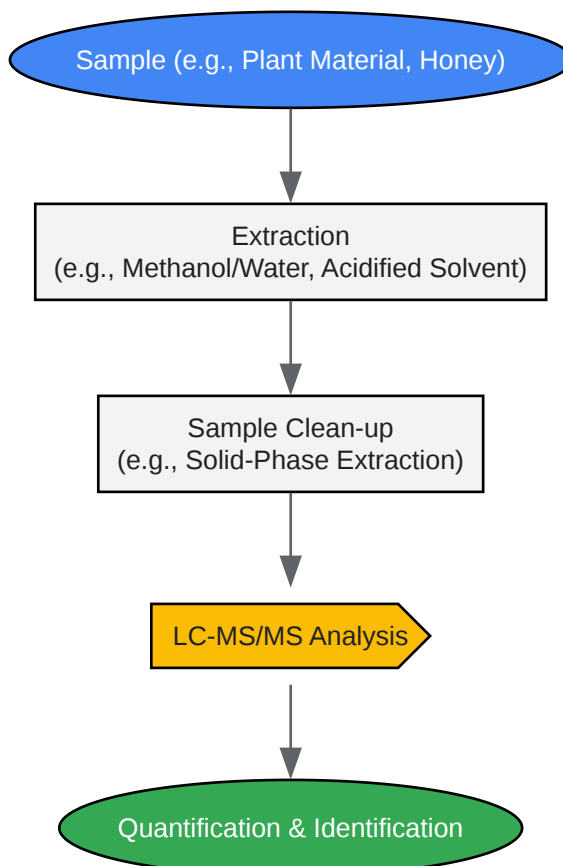 Sample (e.g., Plant Material, Honey)
Extraction
(e.g., Methanol/Water, Acidified Solvent)
Sample Clean-up
(e.g., Solid-Phase Extraction)
LC-MS/MS Analysis
Quantification & Identification